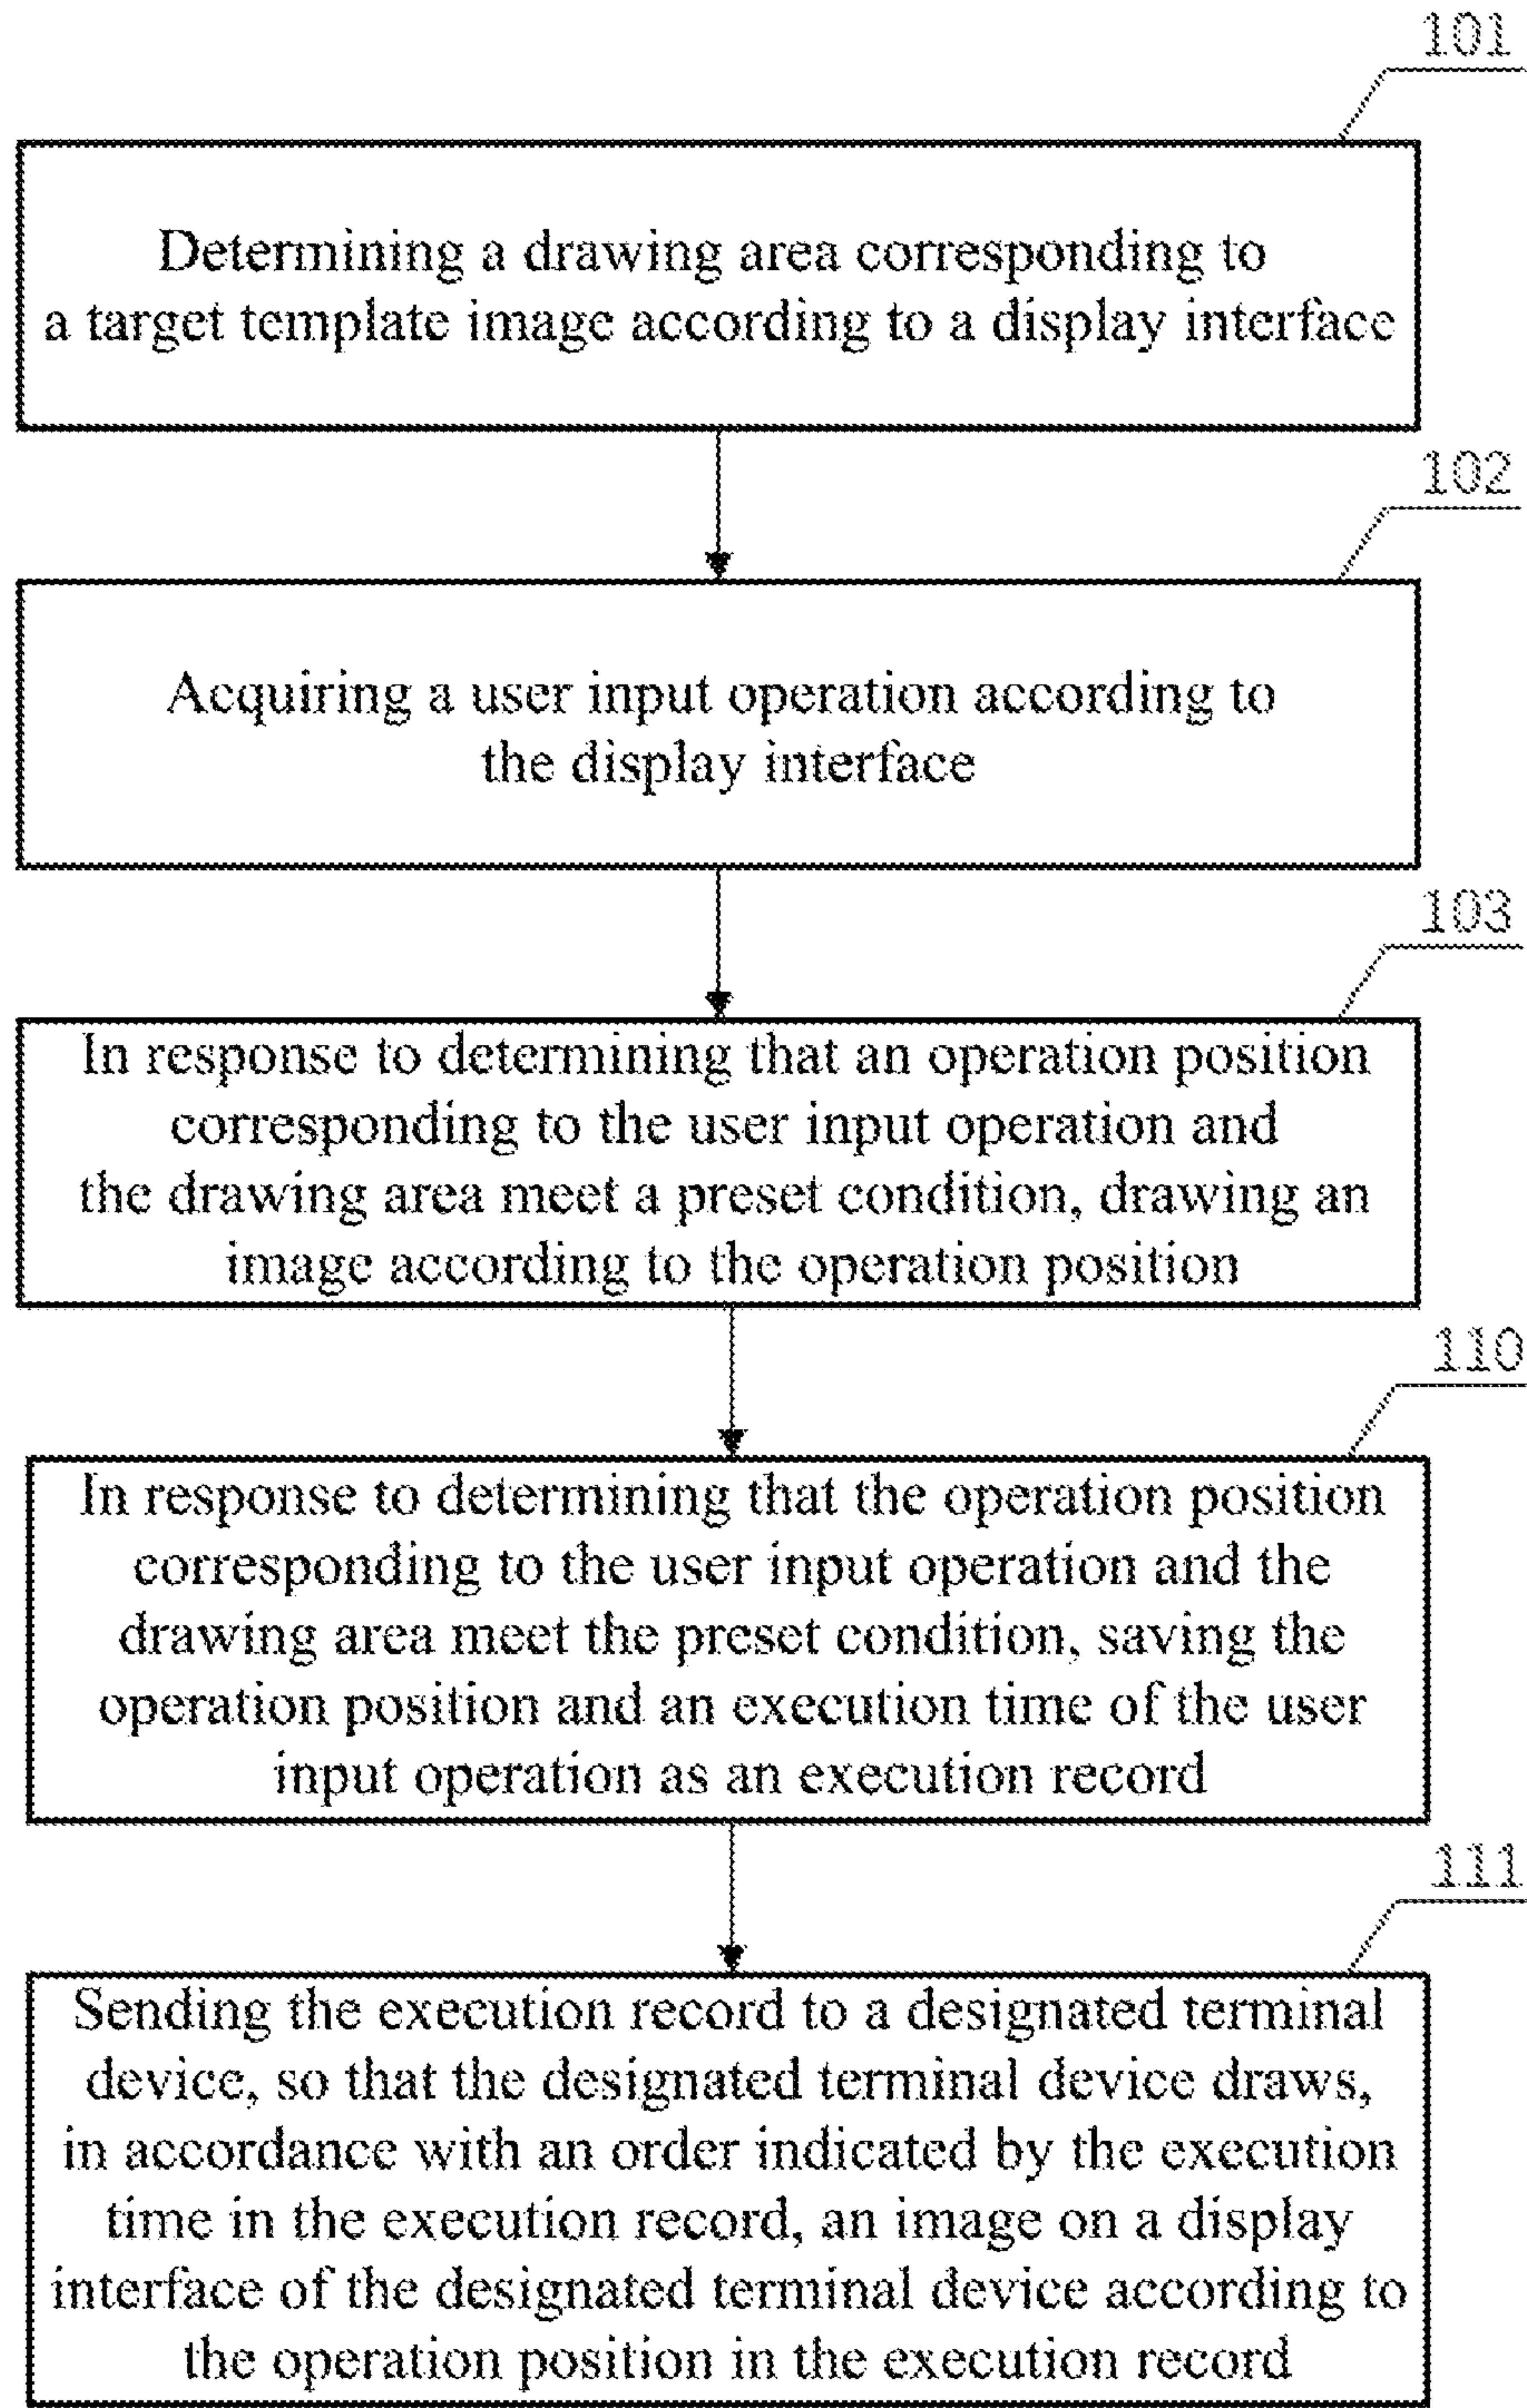 101
Determining a drawing area corresponding to
a target template image according to a display interface
102
Acquiring a user input operation according to
the display interface
103
In response to determining that an operation position
corresponding to the user input operation and
the drawing area meet a preset condition, drawing an
image according to the operation position
110
In response to determining that the operation position
corresponding to the user input operation and the
drawing area meet the preset condition, saving the
operation position and an execution time of the user
input operation as an execution record
111
Sending the execution record to a designated terminal
device, so that the designated terminal device draws,
in accordance with an order indicated by the execution
time in the execution record, an image on a display
interface of the designated terminal device according to
the operation position in the execution record